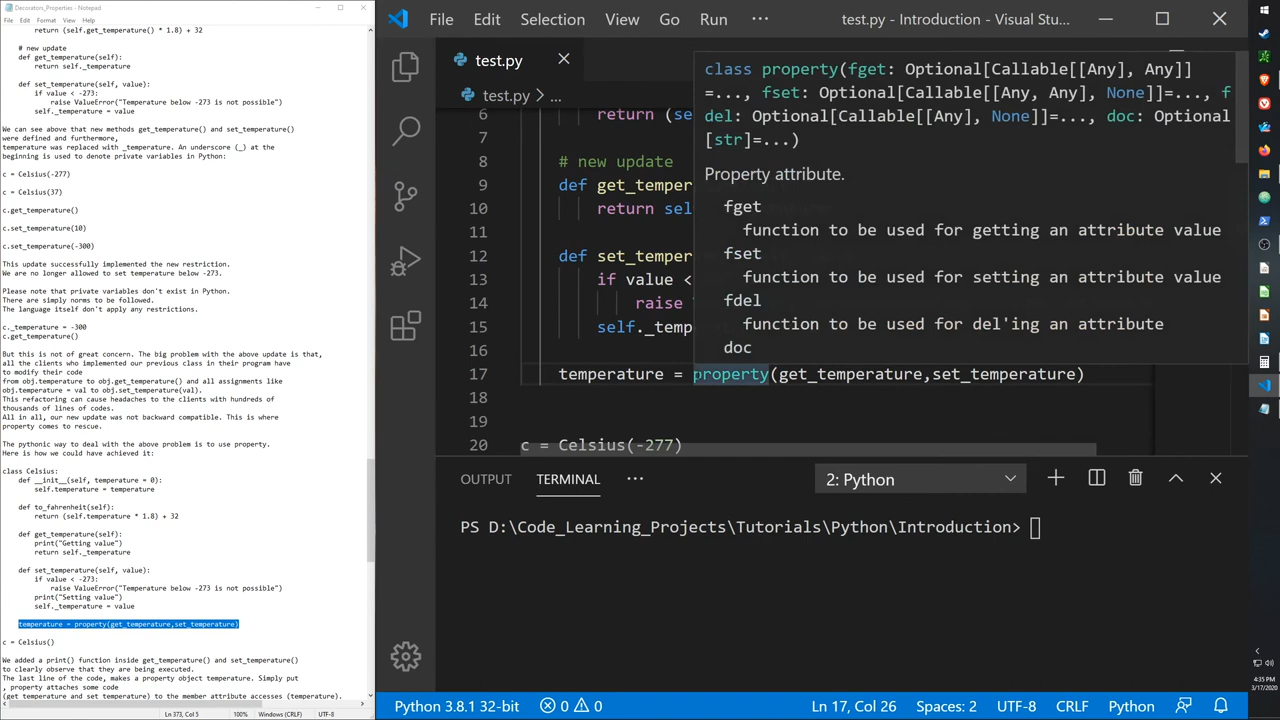 Decorators_Properties - Notepad
File Edit Format View Help
return (self.get_temperature() * 1.8) + 32
# new update
def get_temperature(self):
return self._temperature
def set_temperature(self, value):
if value < -273:
raise ValueError("Temperature below -273 is not possible")
self._temperature = value
We can see above that new methods get_temperature() and set_temperature()
were defined and furthermore,
temperature was replaced with _temperature. An underscore (_) at the
beginning is used to denote private variables in Python:
c = Celsius(-277)
c = Celsius(37)
c.get_temperature()
c.set_temperature(10)
c.set_temperature(-300)
This update successfully implemented the new restriction.
We are no longer allowed to set temperature below -273.
Please note that private variables don't exist in Python.
There are simply norms to be followed.
The language itself don't apply any restrictions.
c._temperature = -300
c.get_temperature()
But this is not of great concern. The big problem with the above update is that,
all the clients who implemented our previous class in their program have
to modify their code
from obj.temperature to obj.get_temperature() and all assignments like
obj.temperature = val to obj.set_temperature(val).
This refactoring can cause headaches to the clients with hundreds of
thousands of lines of codes.
All in all, our new update was not backward compatible. This is where
property comes to rescue.
The pythonic way to deal with the above problem is to use property.
Here is how we could have achieved it:
class Celsius:
def __init__(self, temperature = 0):
self.temperature = temperature
def to_fahrenheit(self):
return (self.temperature * 1.8) + 32
def get_temperature(self):
print("Getting value")
return self._temperature
def set_temperature(self, value):
if value < -273:
raise ValueError("Temperature below -273 is not possible")
print("Setting value")
self._temperature = value
temperature = property(get_temperature,set_temperature)
c = Celsius()
We added a print() function inside get_temperature() and set_temperature()
to clearly observe that they are being executed.
The last line of the code, makes a property object temperature. Simply put
, property attaches some code
(get_temperature and set_temperature) to the member attribute accesses (temperature).
Ln 373, Col 5 100% Windows (CRLF) UTF-8
File Edit Selection View Go Run ··· test.py - Introduction - Visual Stu...
test.py
test.py > ...
class property(fget: Optional[Callable[[Any], Any]]
=..., fset: Optional[Callable[[Any, Any], None]]=..., f
del: Optional[Callable[[Any], None]]=..., doc: Optional
[str]=...)
Property attribute.
fget
function to be used for getting an attribute value
fset
function to be used for setting an attribute value
fdel
function to be used for del'ing an attribute
doc
6 return (se
7
8 # new update
9 def get_temper
10 return sel
11
12 def set_temper
13 if value <
14 raise
15 self._temp
16
17 temperature = property(get_temperature,set_temperature)
18
19
20 c = Celsius(-277)
OUTPUT TERMINAL ··· 2: Python
PS D:\Code_Learning_Projects\Tutorials\Python\Introduction>
Python 3.8.1 32-bit 0 0 Ln 17, Col 26 Spaces: 2 UTF-8 CRLF Python
4:35 PM
3/17/2020